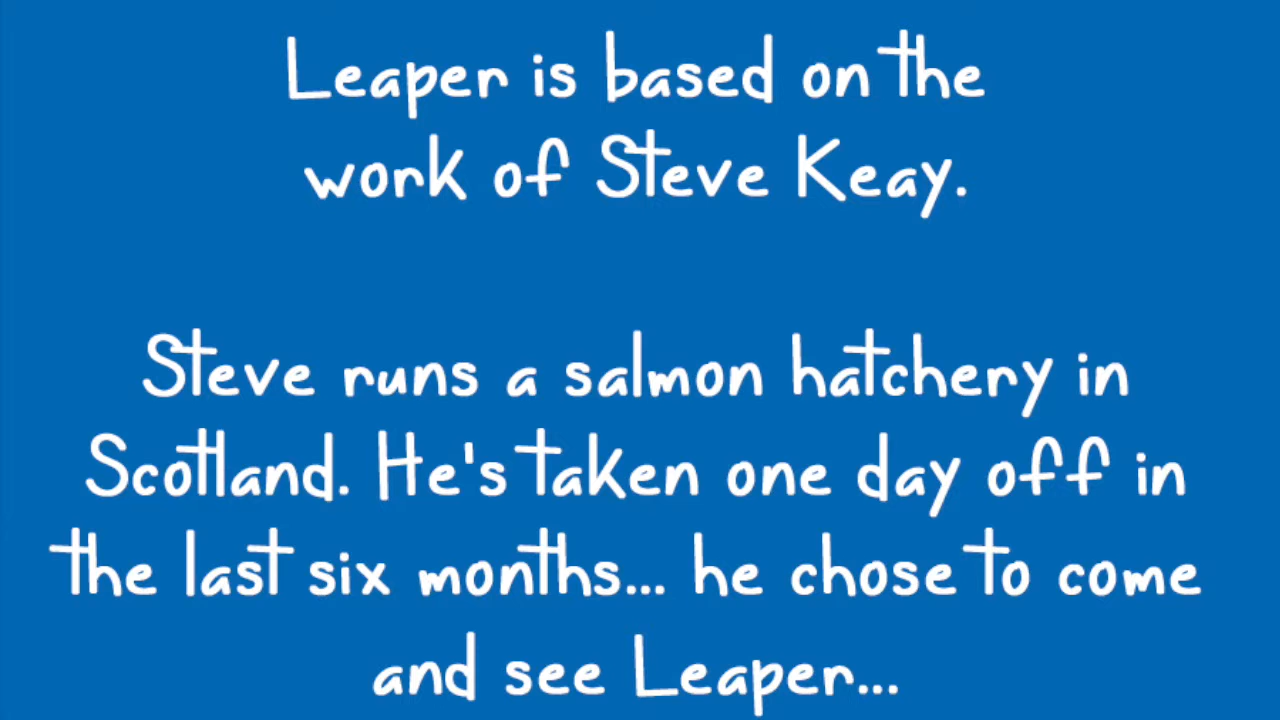 Leaper is based on the
work of Steve Keay.
Steve runs a salmon hatchery in
Scotland. He's taken one day off in
the last six months... he chose to come
and see Leaper...